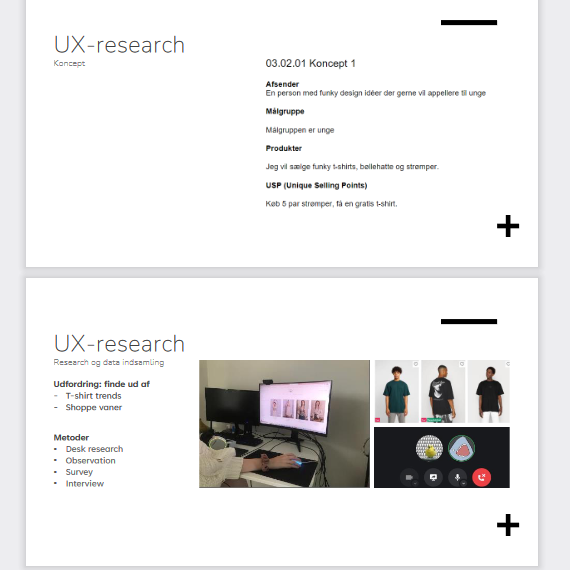 UX-research
Koncept
03.02.01 Koncept 1
Afsender
En person med funky design idéer der gerne vil appellere til unge
Målgruppe
Målgruppen er unge
Produkter
Jeg vil sælge funky t-shirts, bøllehatte og strømper.
USP (Unique Selling Points)
Køb 5 par strømper, få en gratis t-shirt.
UX-research
Research og data indsamling
Udfordring: finde ud af
- T-shirt trends
- Shoppe vaner
Metoder
• Desk research
• Observation
• Survey
• Interview